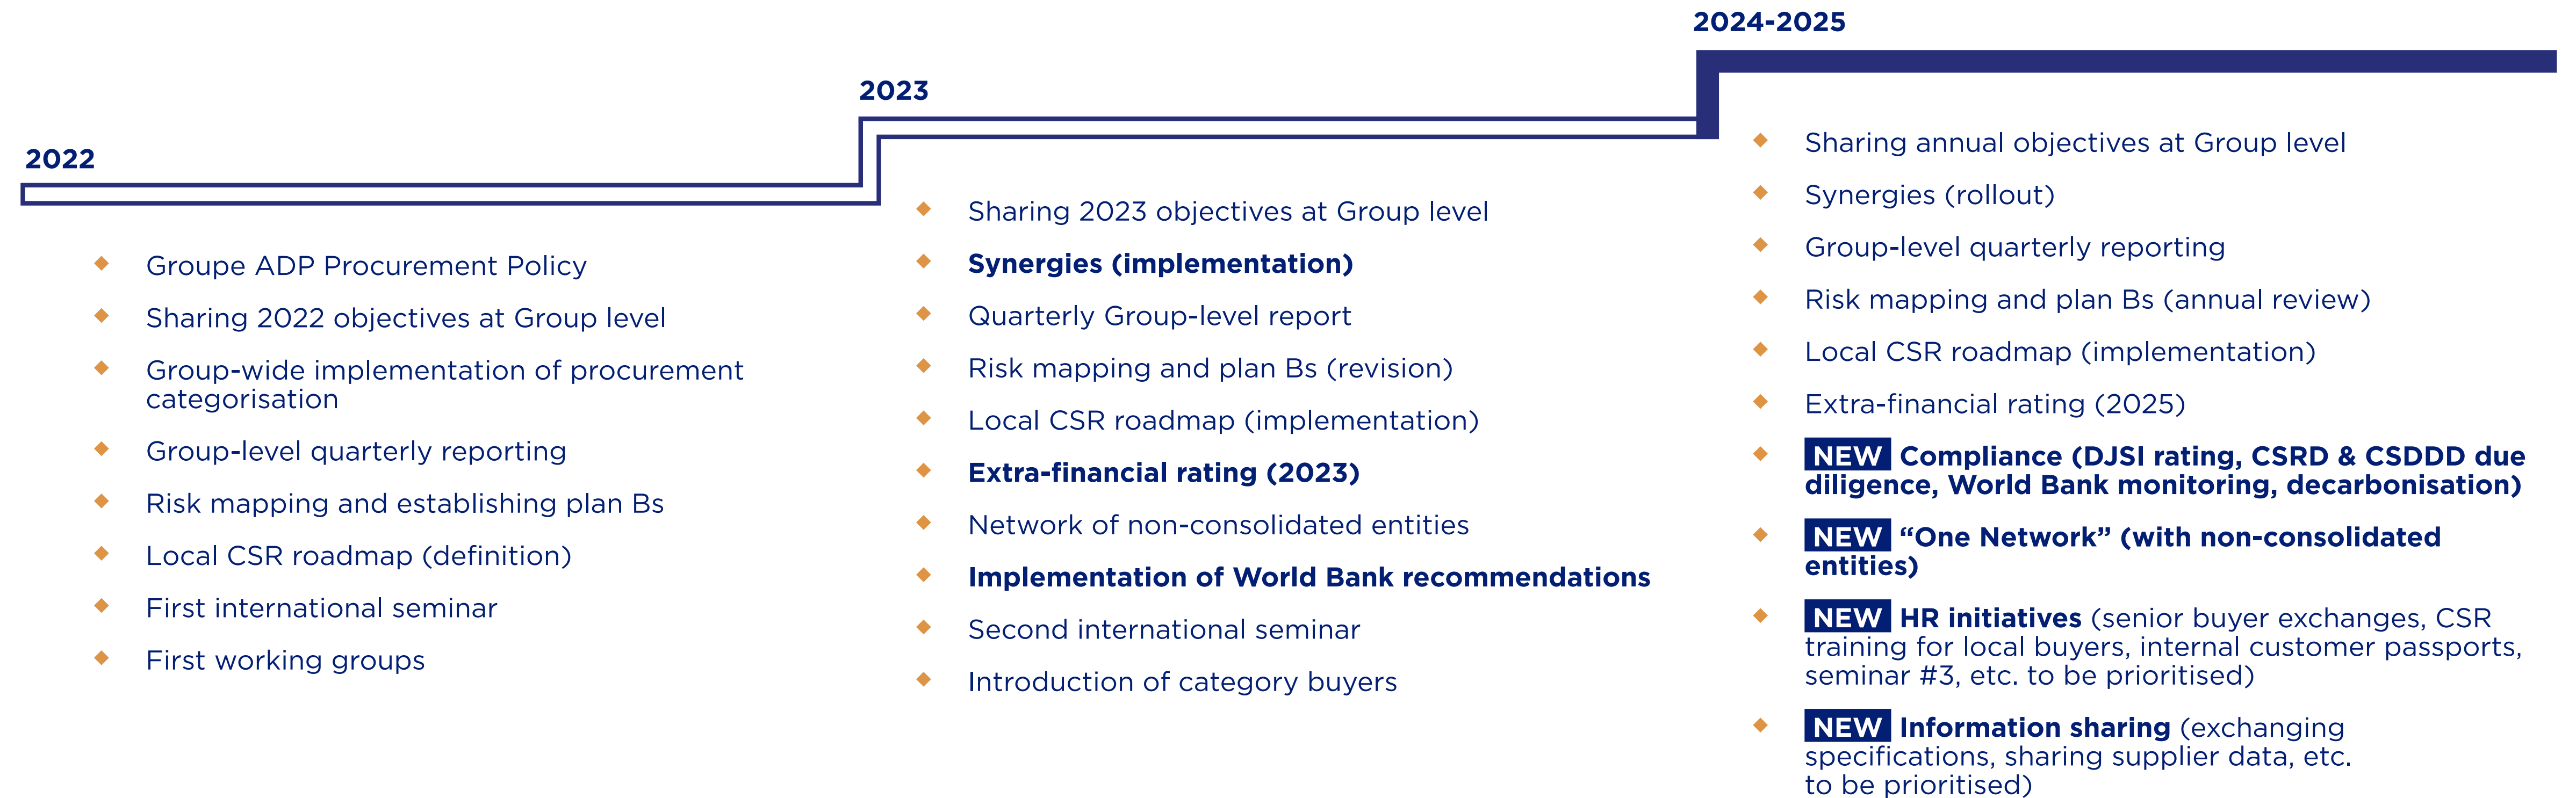 2022
Groupe ADP Procurement Policy
Sharing 2022 objectives at Group level
Group-wide implementation of procurement
categorisation
Group-level quarterly reporting
Risk mapping and establishing plan Bs
Local CSR roadmap (definition)
First international seminar
First working groups
2023
Sharing 2023 objectives at Group level
Synergies (implementation)
Quarterly Group-level report
Risk mapping and plan Bs (revision)
Local CSR roadmap (implementation)
Extra-financial rating (2023)
Network of non-consolidated entities
Implementation of World Bank recommendations
Second international seminar
Introduction of category buyers
2024-2025
Sharing annual objectives at Group level
Synergies (rollout)
Group-level quarterly reporting
Risk mapping and plan Bs (annual review)
Local CSR roadmap (implementation)
Extra-financial rating (2025)
NEW Compliance (DJSI rating, CSRD & CSDDD due
diligence, World Bank monitoring, decarbonisation)
NEW “One Network” (with non-consolidated
entities)
NEW HR initiatives (senior buyer exchanges, CSR
training for local buyers, internal customer passports,
seminar #3, etc. to be prioritised)
NEW Information sharing (exchanging
specifications, sharing supplier data, etc.
to be prioritised)